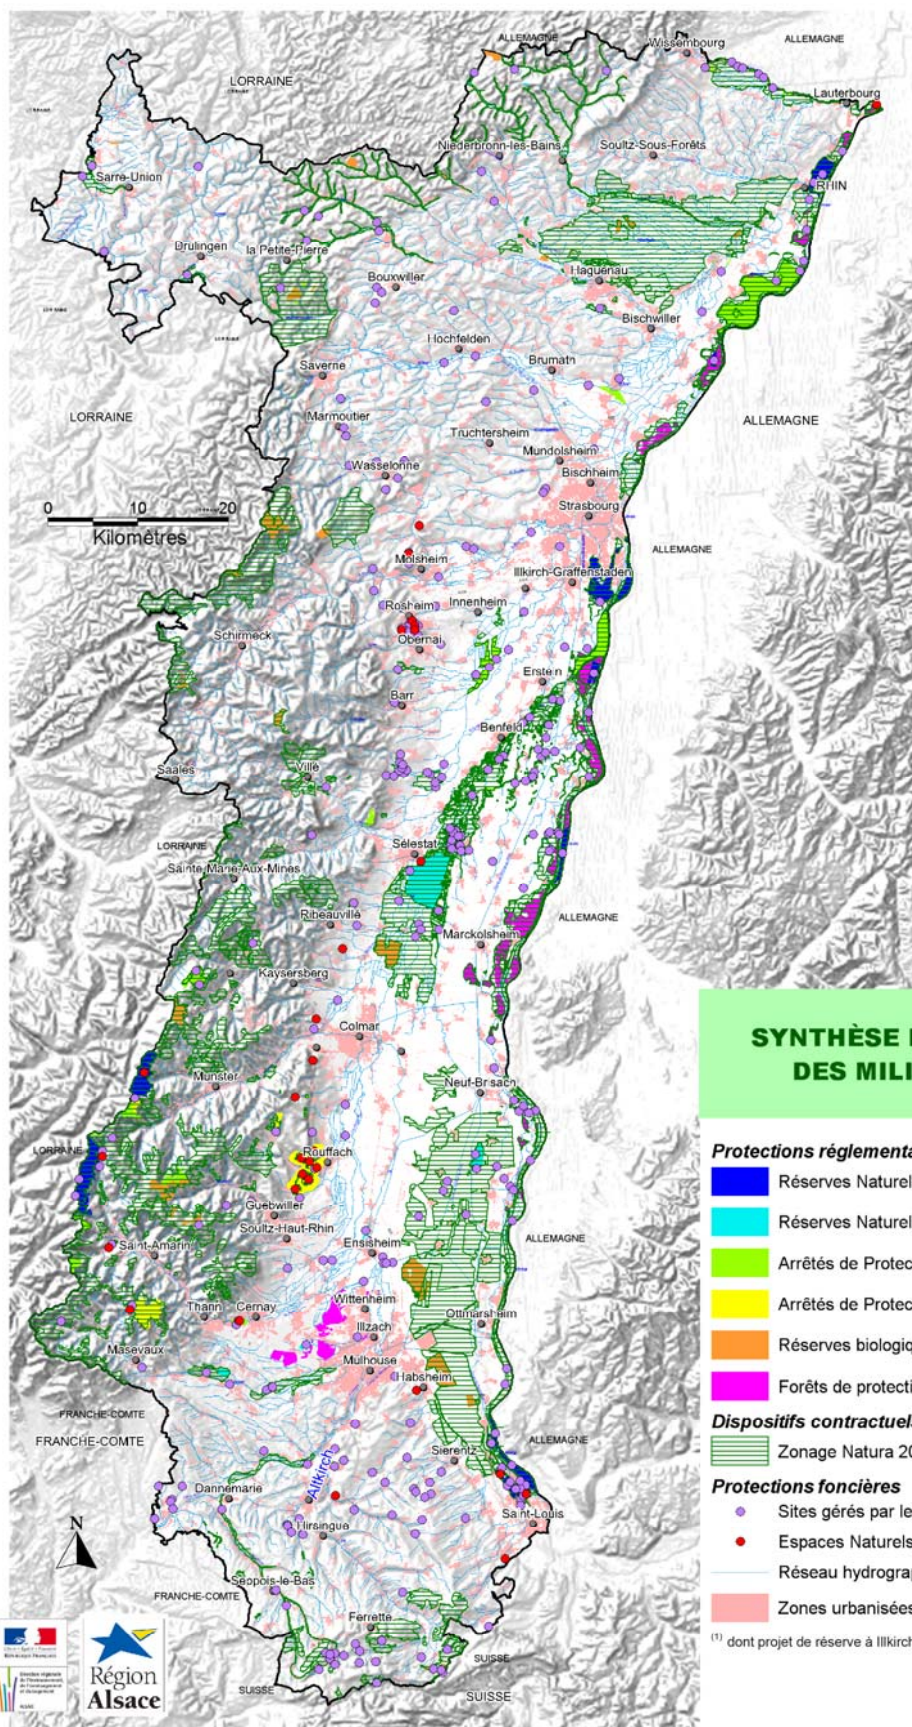 ALLEMAGNE
ALLEMAGNE
Wissembourg
LORRAINE
Lauterbourg
Niederbronn-les-Bains
Soultz-Sous-Forêts
Sarre-Union
RHIN
Drulingen
la Petite-Pierre
Bouxwiller
Haguenau
Bischwiller
Hochfelden
Brumath
Saverne
LORRAINE
Marmoutier
ALLEMAGNE
Truchtersheim
Mundolsheim
Wasselonne
Bischheim
Strasbourg
0 10 20
Kilomètres
ALLEMAGNE
Molsheim
Illkirch-Graffenstaden
Rosheim
Innenheim
Schirmeck
Obernai
Erstein
Barr
Benfeld
Saales
Villé
LORRAINE
Sélestat
Sainte-Marie-Aux-Mines
Ribeauvillé
ALLEMAGNE
Marckolsheim
Kaysersberg
Colmar
Munster
Neuf-Brisach
LORRAINE
Rouffach
Guebwiller
Soultz-Haut-Rhin
Ensisheim
ALLEMAGNE
Saint-Amarin
Wittenheim
Thann
Cernay
Ottmarsheim
Illzach
Masevaux
Mulhouse
Habsheim
FRANCHE-COMTE
FRANCHE-COMTE
ALLEMAGNE
Sierentz
Altkirch
Dannemarie
Saint-Louis
Hirsingue
N
FRANCHE-COMTE
Seppois-le-Bas
Ferrette
SUISSE
SUISSE
SUISSE
SYNTHÈSE
DES MILI
Protections réglementa
Réserves Naturel
Réserves Naturel
Arrêtés de Protec
Arrêtés de Protec
Réserves biologiq
Forêts de protecti
Dispositifs contractuels
Zonage Natura 20
Protections foncières
Sites gérés par le
Espaces Naturels
Réseau hydrograp
Zones urbanisées
(1) dont projet de réserve à Illkirch
RÉPUBLIQUE FRANÇAISE
Région
Alsace